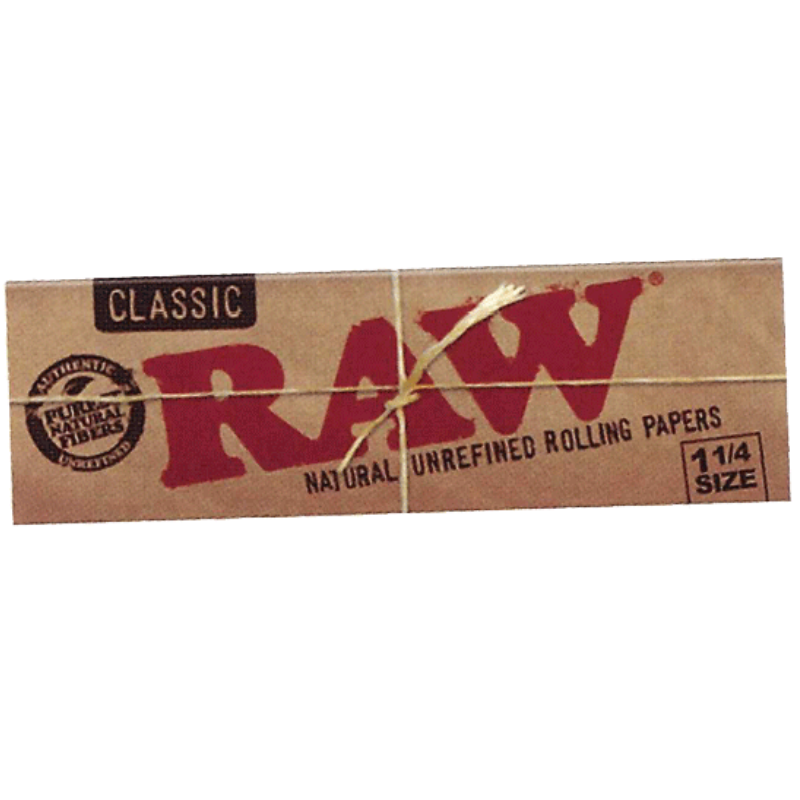 CLASSIC
RAW®
NATURAL UNREFINED ROLLING PAPERS
AUTHENTIC
PURE
NATURAL
FIBERS
UNREFINED
1 1/4
SIZE